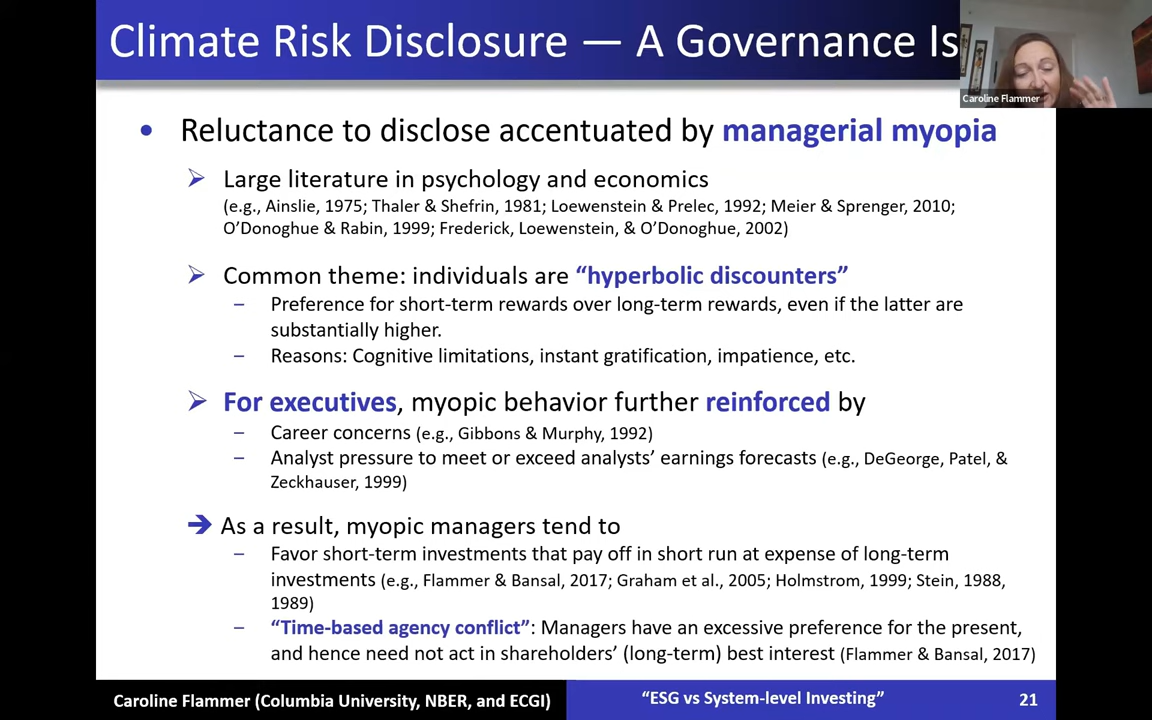 Climate Risk Disclosure — A Governance Is
Caroline Flammer
• Reluctance to disclose accentuated by managerial myopia
➢ Large literature in psychology and economics
(e.g., Ainslie, 1975; Thaler & Shefrin, 1981; Loewenstein & Prelec, 1992; Meier & Sprenger, 2010;
O’Donoghue & Rabin, 1999; Frederick, Loewenstein, & O’Donoghue, 2002)
➢ Common theme: individuals are “hyperbolic discounters”
– Preference for short-term rewards over long-term rewards, even if the latter are
substantially higher.
– Reasons: Cognitive limitations, instant gratification, impatience, etc.
➢ For executives, myopic behavior further reinforced by
– Career concerns (e.g., Gibbons & Murphy, 1992)
– Analyst pressure to meet or exceed analysts’ earnings forecasts (e.g., DeGeorge, Patel, &
Zeckhauser, 1999)
➔ As a result, myopic managers tend to
– Favor short-term investments that pay off in short run at expense of long-term
investments (e.g., Flammer & Bansal, 2017; Graham et al., 2005; Holmstrom, 1999; Stein, 1988,
1989)
– “Time-based agency conflict”: Managers have an excessive preference for the present,
and hence need not act in shareholders’ (long-term) best interest (Flammer & Bansal, 2017)
Caroline Flammer (Columbia University, NBER, and ECGI)
“ESG vs System-level Investing”
21